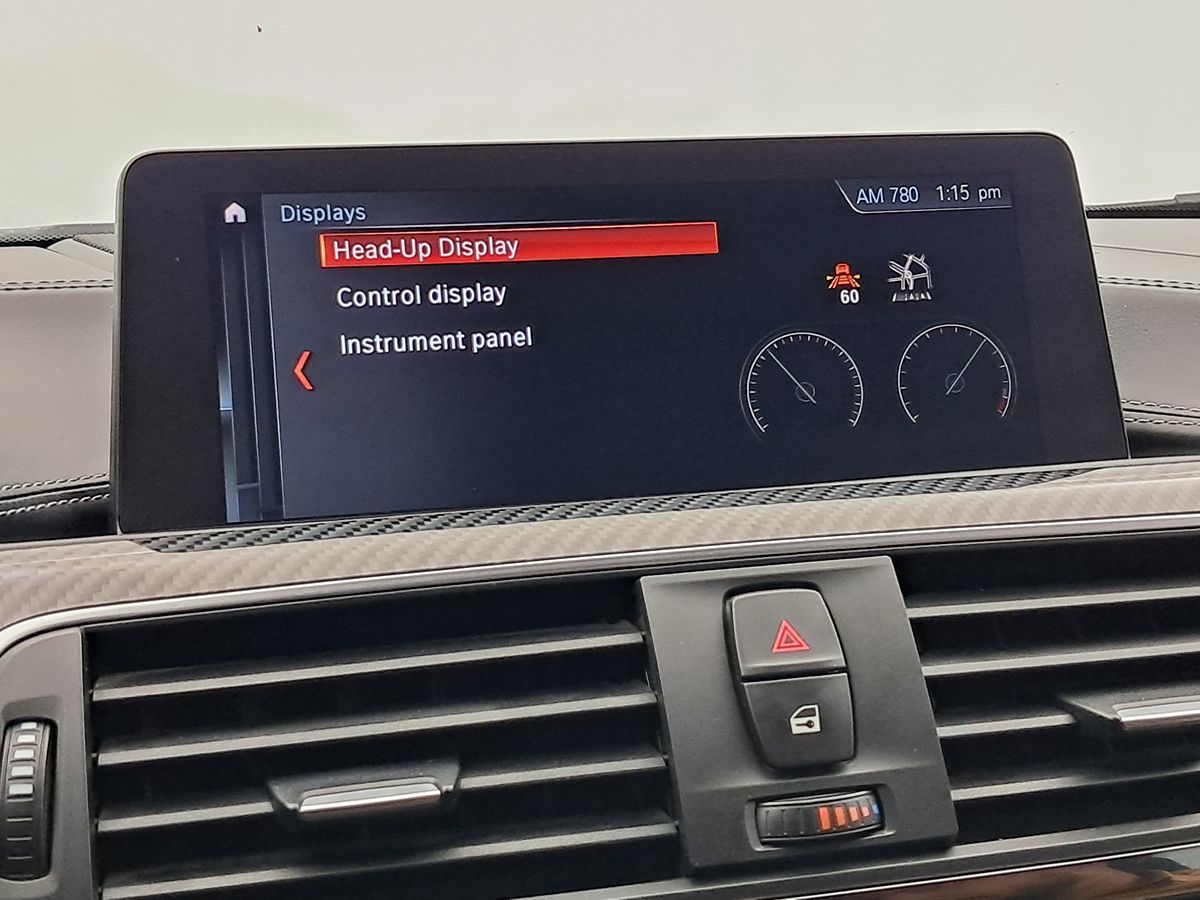 Displays
AM 780 1:15 pm
Head-Up Display
Control display
Instrument panel
60